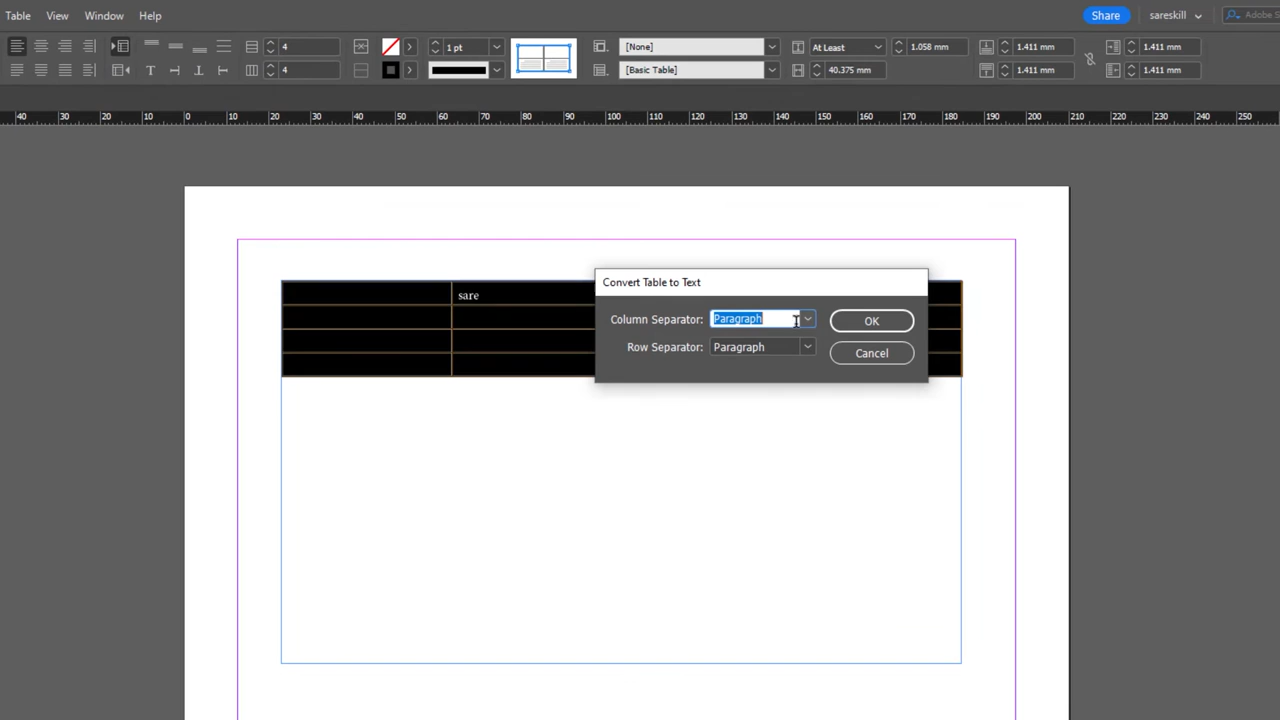 Table View Window Help
Share sareskill Adobe S
4 1 pt [None] At Least 1.058 mm 1.411 mm 1.411 mm
4 [Basic Table] 40.375 mm 1.411 mm 1.411 mm
40 30 20 10 0 10 20 30 40 50 60 70 80 90 100 110 120 130 140 150 160 170 180 190 200 210 220 230 240 250
sare
Convert Table to Text
Column Separator: Paragraph OK
Row Separator: Paragraph Cancel